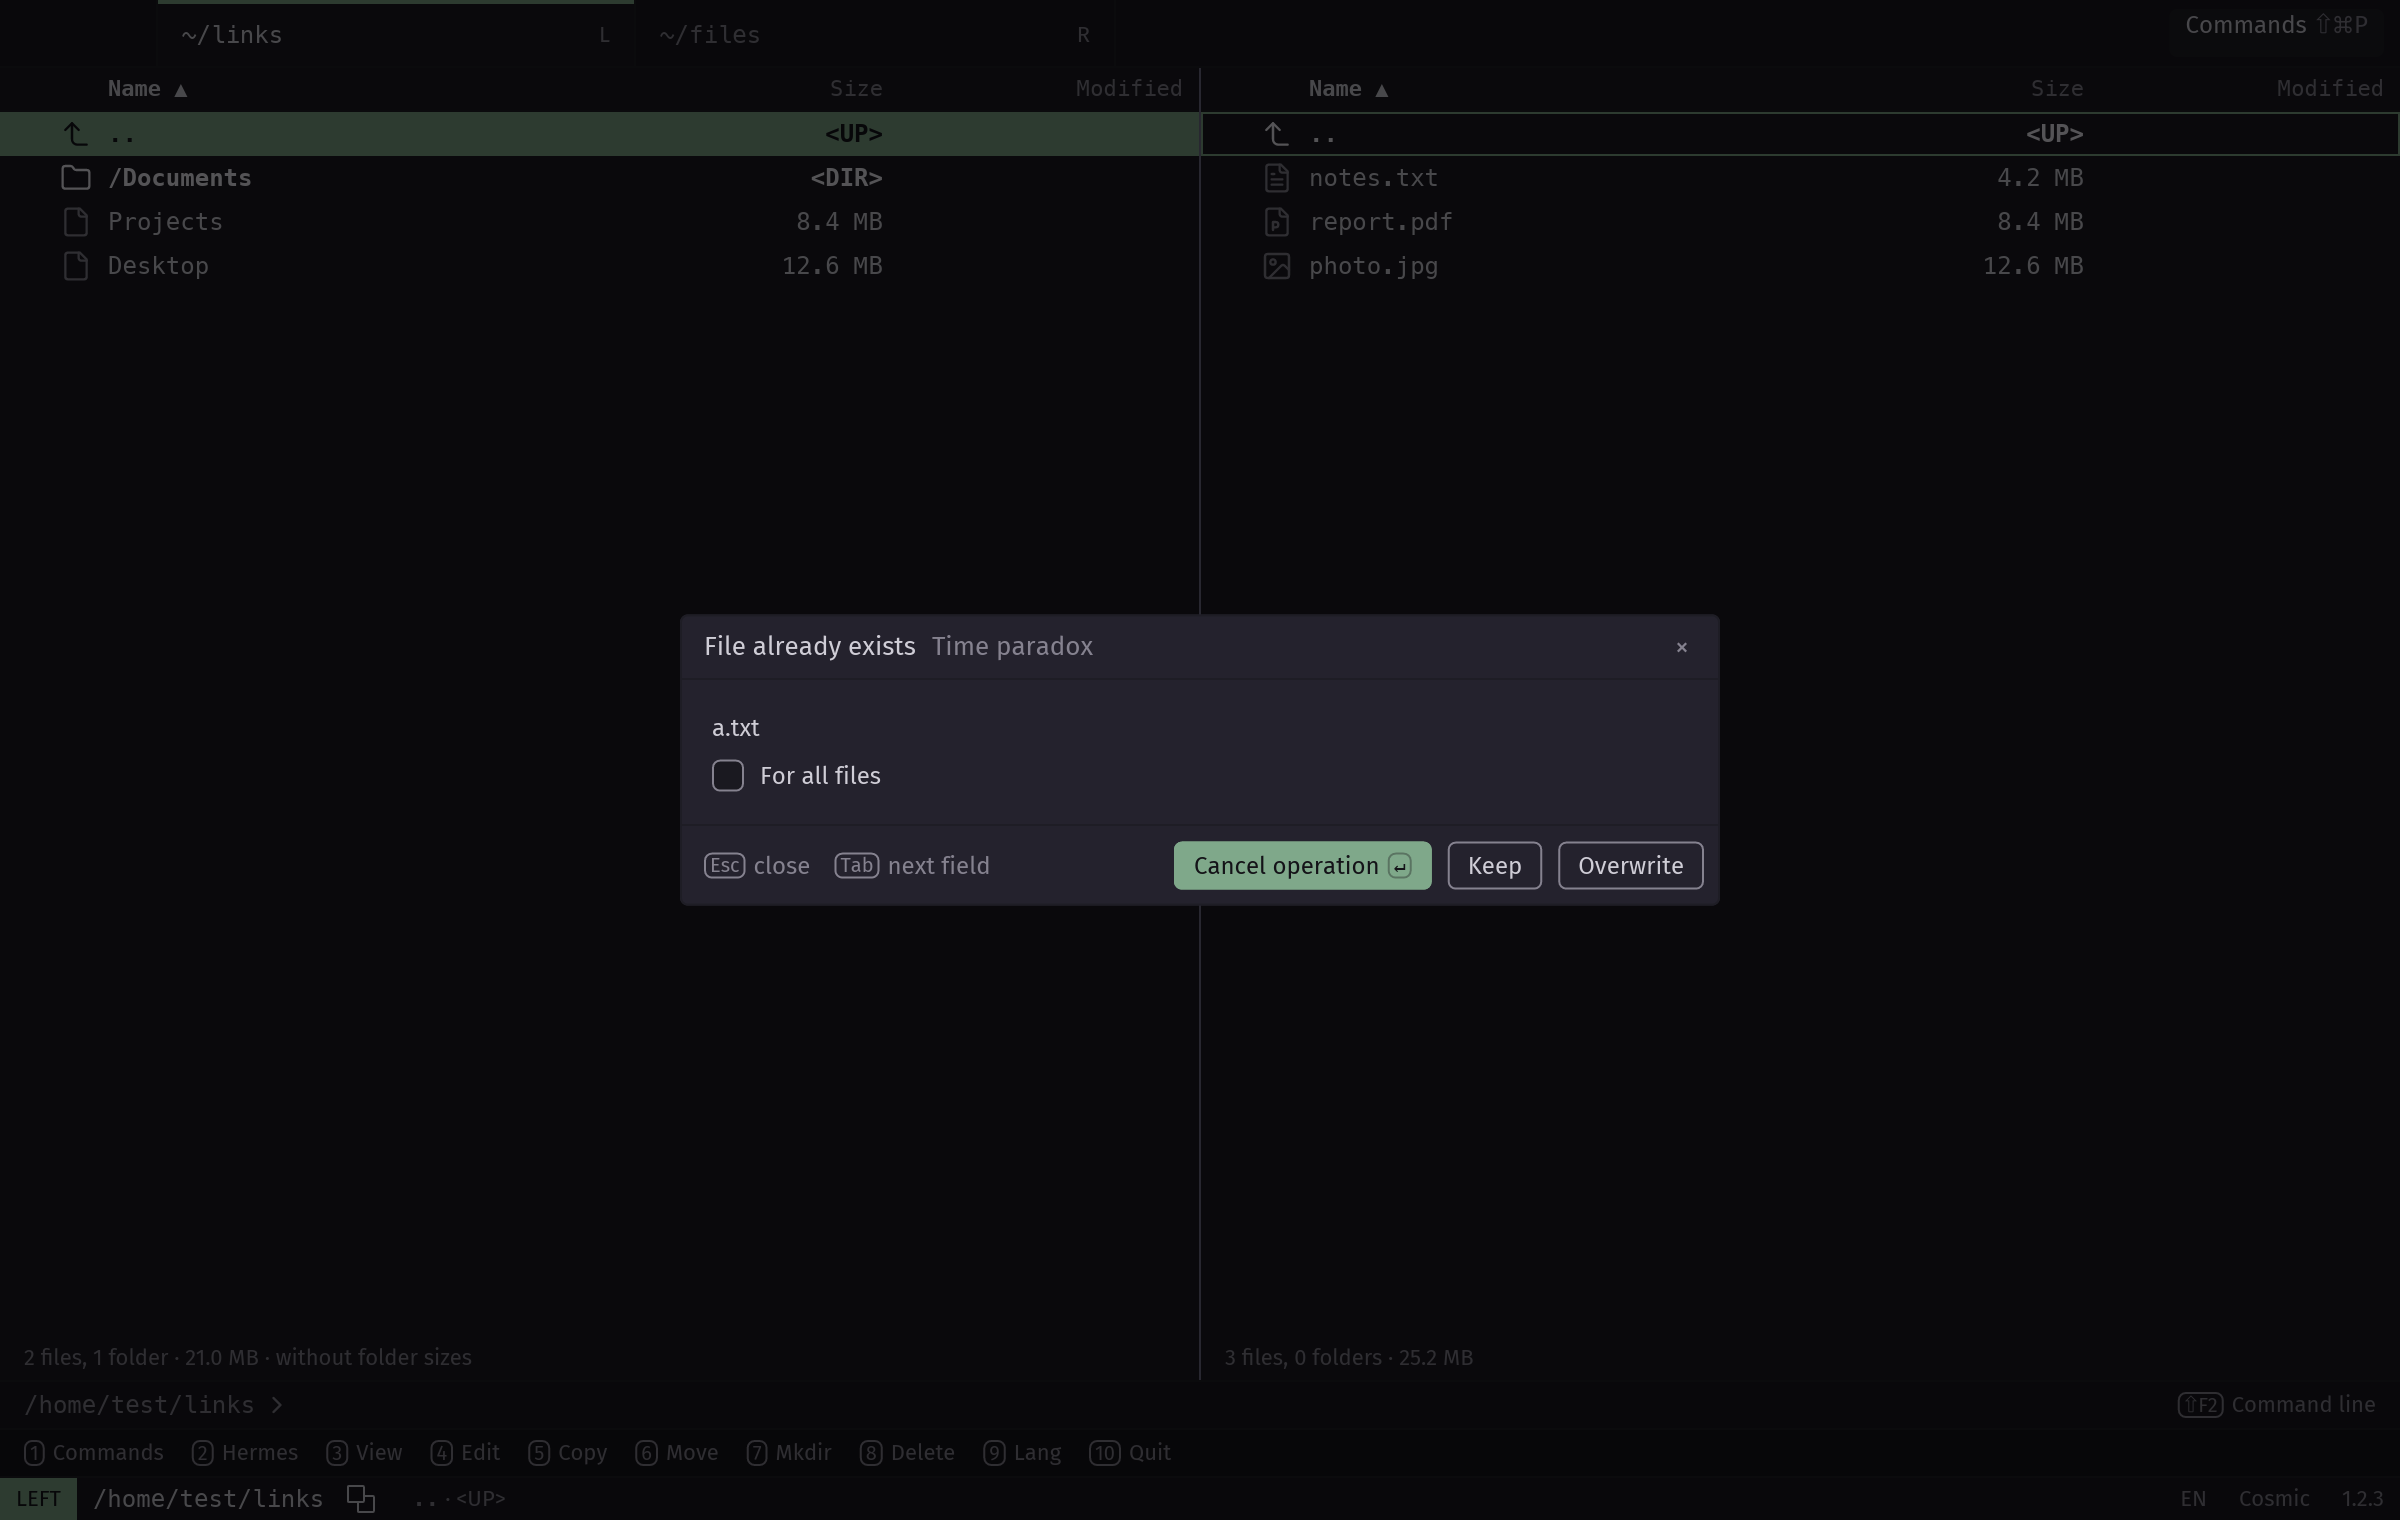 ~/links L ~/files R Commands ⇧⌘P
Name ▲ Size Modified Name ▲ Size Modified
.. <UP> .. <UP>
/Documents <DIR> notes.txt 4.2 MB
Projects 8.4 MB report.pdf 8.4 MB
Desktop 12.6 MB photo.jpg 12.6 MB
File already exists Time paradox ×
a.txt
For all files
Esc close Tab next field Cancel operation ↵ Keep Overwrite
2 files, 1 folder · 21.0 MB · without folder sizes 3 files, 0 folders · 25.2 MB
/home/test/links > ⇧F2 Command line
1 Commands 2 Hermes 3 View 4 Edit 5 Copy 6 Move 7 Mkdir 8 Delete 9 Lang 10 Quit
LEFT /home/test/links .. · <UP> EN Cosmic 1.2.3